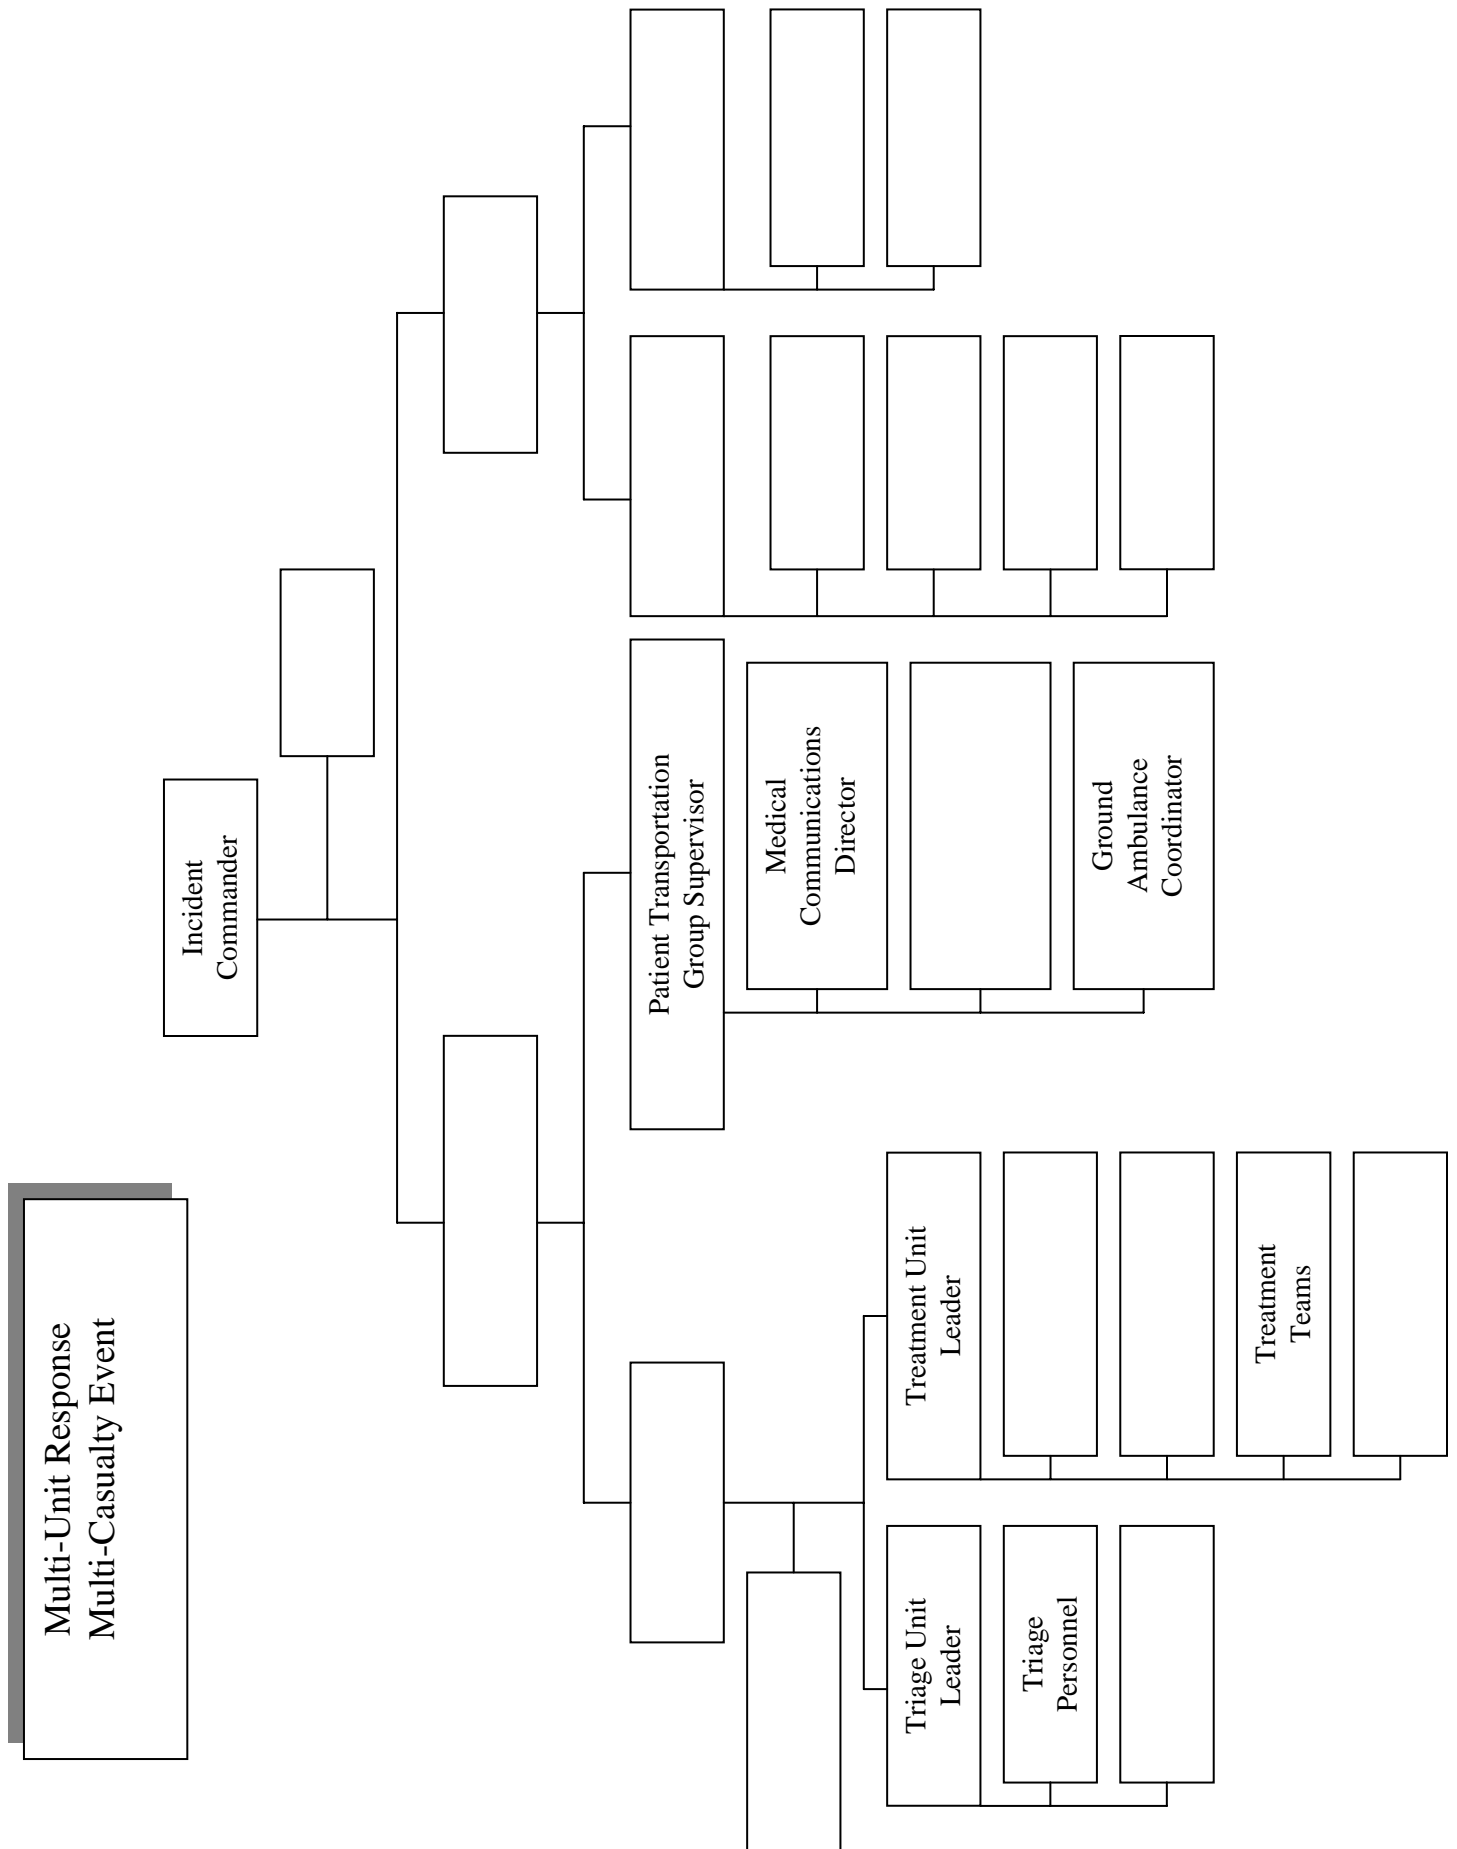 Multi-Unit Response
Multi-Casualty Event
Incident
Commander
Patient Transportation
Group Supervisor
Medical
Communications
Director
Ground
Ambulance
Coordinator
Triage Unit
Leader
Triage
Personnel
Treatment Unit
Leader
Treatment
Teams